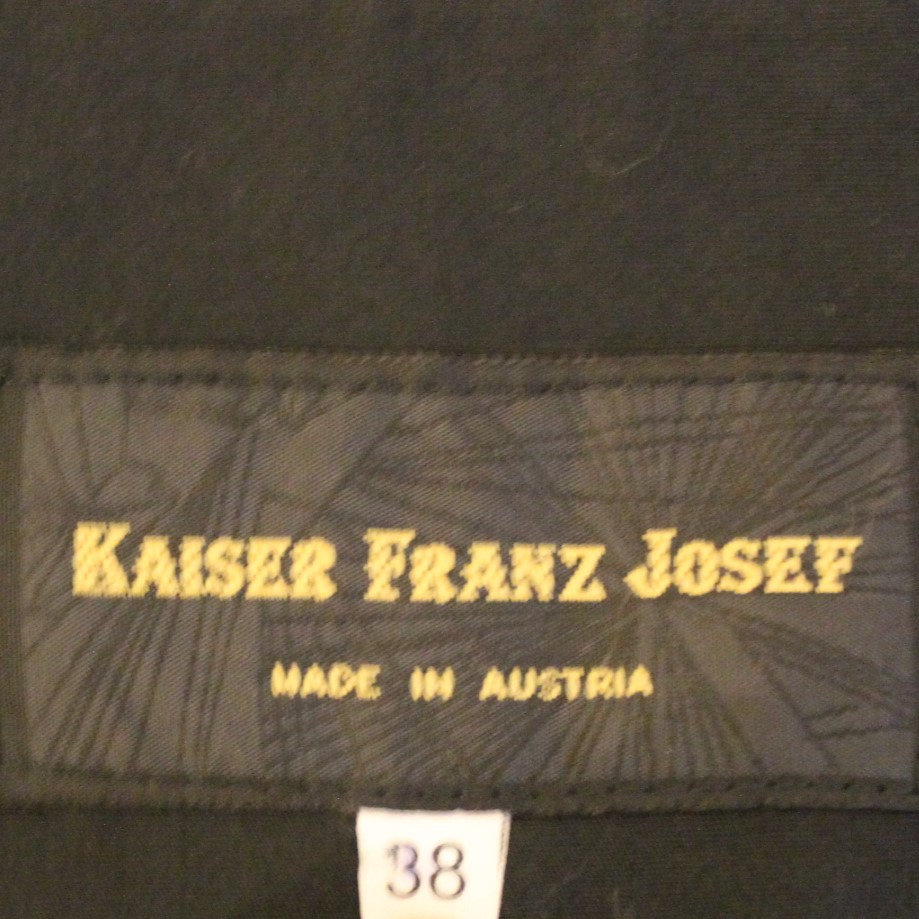 KAISER FRANZ JOSEF
MADE IN AUSTRIA
38